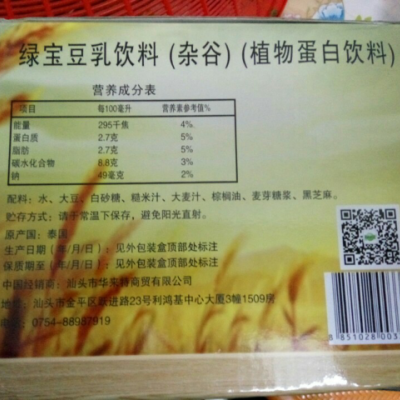 绿宝豆乳饮料 (杂谷) (植物蛋白饮料)
营养成分表
项目 每100毫升 营养素参考值%
能量 295千焦 4%
蛋白质 2.7克 5%
脂肪 2.7克 5%
碳水化合物 8.8克 3%
钠 49毫克 2%
配料：水、大豆、白砂糖、糙米汁、大麦汁、棕榈油、麦芽糖浆、黑芝麻。
贮存方式：请于常温下保存，避免阳光直射。
原产国：泰国
生产日期（年/月/日）：见外包装盒顶部处标注
保质期至（年/月/日）：见外包装盒顶部处标注
中国经销商：汕头市华荣特商贸有限公司
地址：汕头市金平区跃进路23号利鸿基中心大厦3幢1509房
电话：0754-88957919
8 851028 003